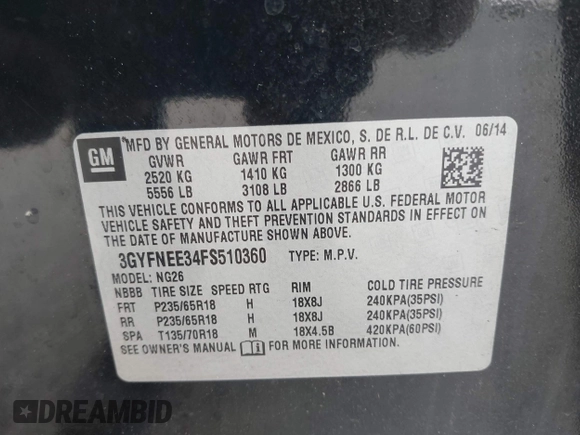 GM
MFD BY GENERAL MOTORS DE MEXICO, S. DE R.L. DE C.V. 06/14
GVWR GAWR FRT GAWR RR
2520 KG 1410 KG 1300 KG
5556 LB 3108 LB 2866 LB
THIS VEHICLE CONFORMS TO ALL APPLICABLE U.S. FEDERAL MOTOR
VEHICLE SAFETY AND THEFT PREVENTION STANDARDS IN EFFECT ON
THE DATE OF MANUFACTURE SHOWN ABOVE.
3GYFNEE34FS510360 TYPE: M.P.V.
MODEL: NG26
NBBB TIRE SIZE SPEED RTG RIM COLD TIRE PRESSURE
FRT P235/65R18 H 18X8J 240KPA(35PSI)
RR P235/65R18 H 18X8J 240KPA(35PSI)
SPA T135/70R18 M 18X4.5B 420KPA(60PSI)
SEE OWNER'S MANUAL FOR MORE INFORMATION
DREAMBID